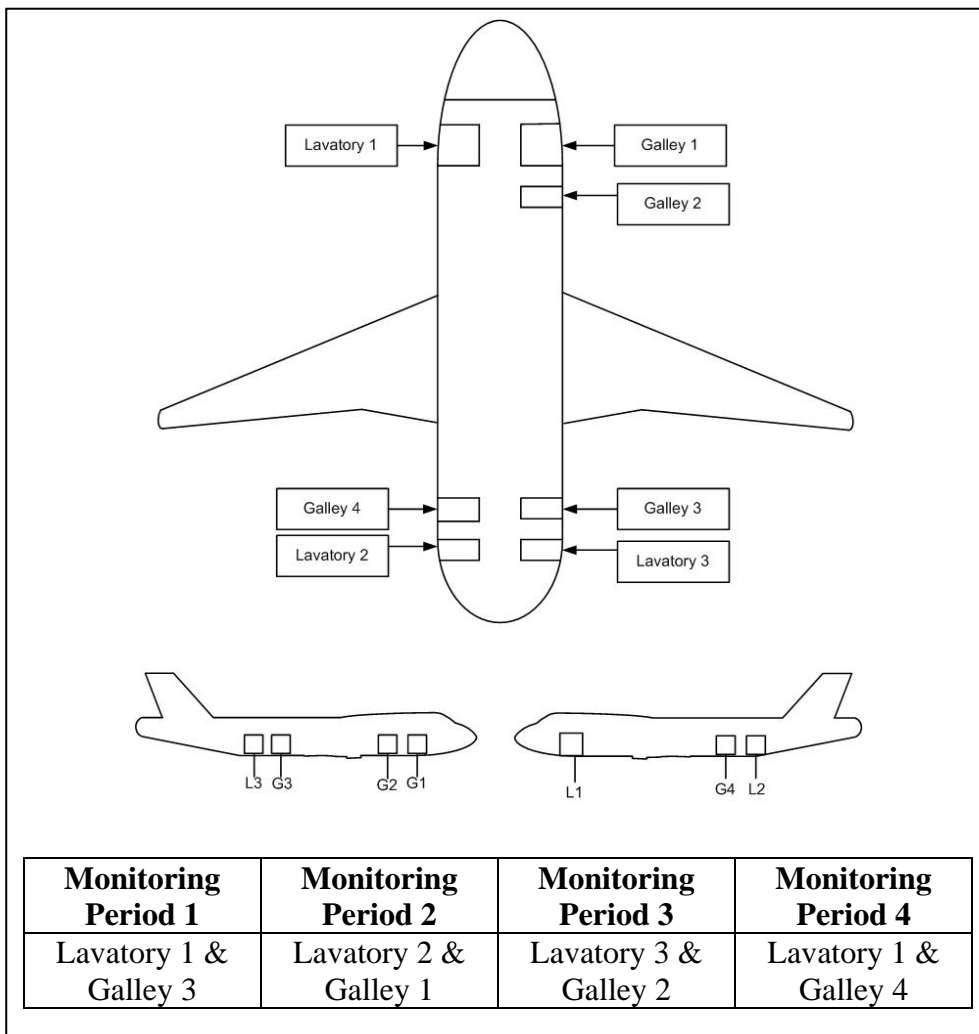 Lavatory 1
Galley 1
Galley 2
Galley 4
Galley 3
Lavatory 2
Lavatory 3
L3 G3 G2 G1 L1 G4 L2
Monitoring Period 1
Monitoring Period 2
Monitoring Period 3
Monitoring Period 4
Lavatory 1 & Galley 3
Lavatory 2 & Galley 1
Lavatory 3 & Galley 2
Lavatory 1 & Galley 4